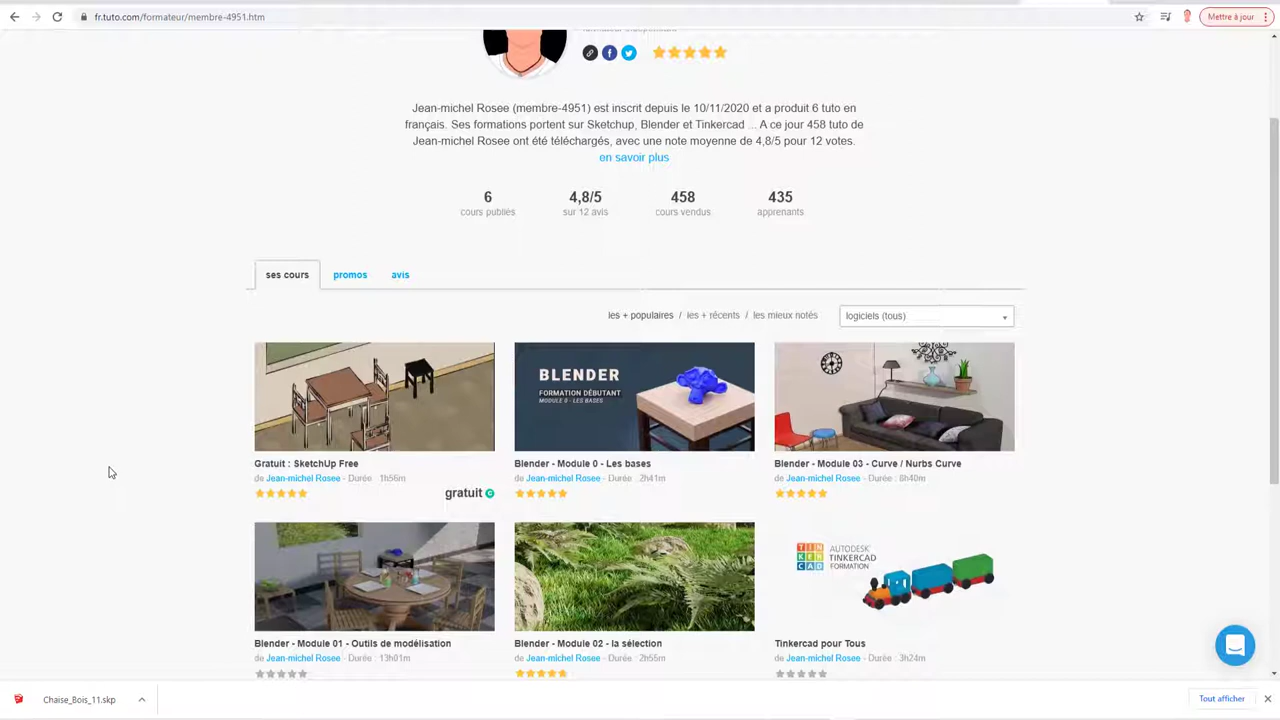 fr.tuto.com/formateur/membre-4951.htm
Mettre à jour
Jean-michel Rosee (membre-4951) est inscrit depuis le 10/11/2020 et a produit 6 tuto en
français. Ses formations portent sur Sketchup, Blender et Tinkercad ... A ce jour 458 tuto de
Jean-michel Rosee ont été téléchargés, avec une note moyenne de 4,8/5 pour 12 votes.
en savoir plus
6 4,8/5 458 435
cours publiés sur 12 avis cours vendus apprenants
ses cours promos avis
les + populaires / les + récents / les mieux notés logiciels (tous)
BLENDER
FORMATION DÉBUTANT
MODULE 0 - LES BASES
Gratuit : SketchUp Free Blender - Module 0 - Les bases Blender - Module 03 - Curve / Nurbs Curve
de Jean-michel Rosee - Durée : 1h56m de Jean-michel Rosee - Durée : 2h41m de Jean-michel Rosee - Durée : 8h40m
gratuit
TIN KER CAD
AUTODESK
TINKERCAD
FORMATION
Blender - Module 01 - Outils de modélisation Blender - Module 02 - la sélection Tinkercad pour Tous
de Jean-michel Rosee - Durée : 13h01m de Jean-michel Rosee - Durée : 2h55m de Jean-michel Rosee - Durée : 3h24m
Chaise_Bois_11.skp Tout afficher